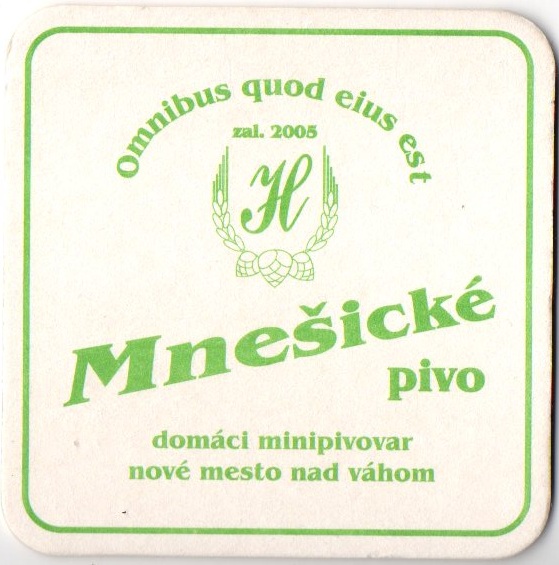 Omnibus quod eius est
zal. 2005
H
Mnešické
pivo
domáci minipivovar
nové mesto nad váhom